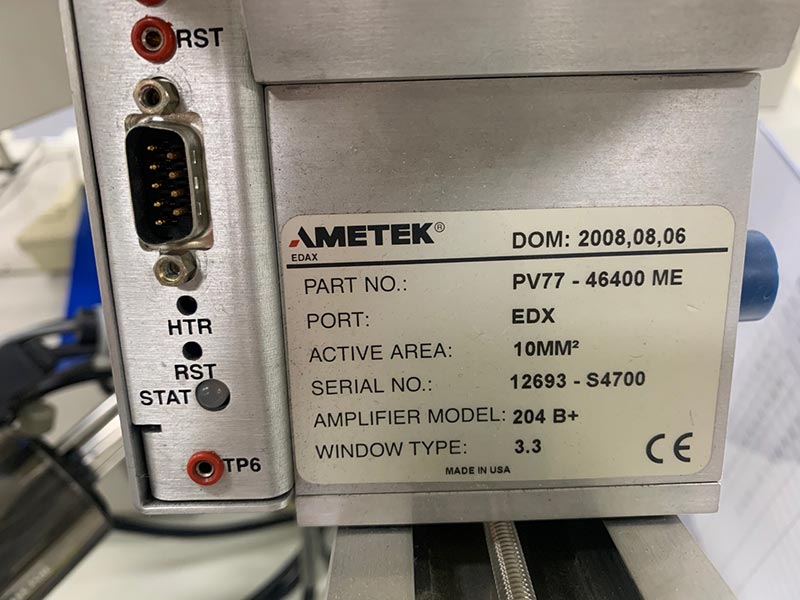 RST
HTR
RST
STAT
TP6
AMETEK®
EDAX
DOM: 2008,08,06
PART NO.: PV77 - 46400 ME
PORT: EDX
ACTIVE AREA: 10MM²
SERIAL NO.: 12693 - S4700
AMPLIFIER MODEL: 204 B+
WINDOW TYPE: 3.3
CE
MADE IN USA